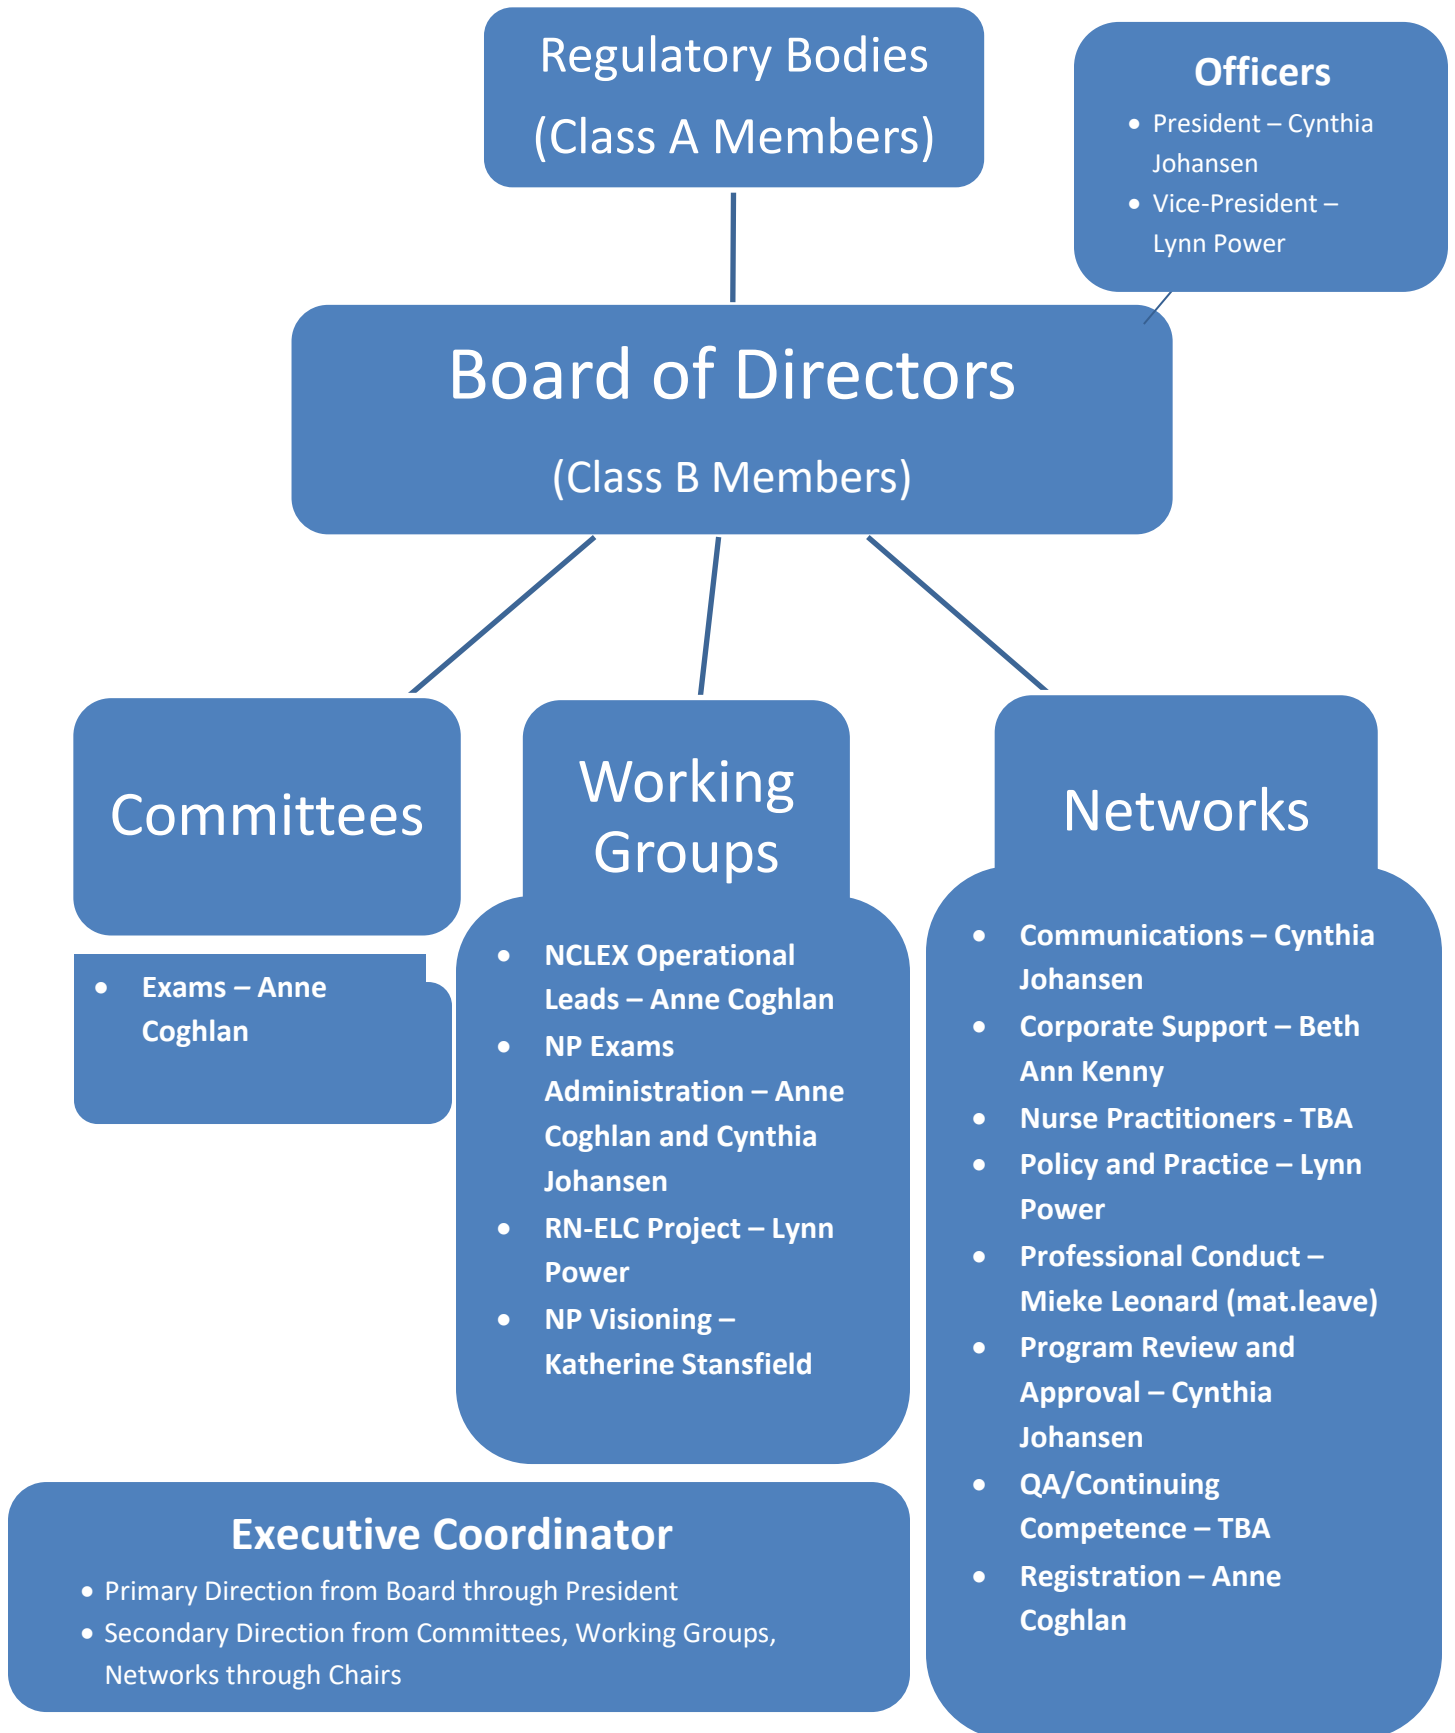 Regulatory Bodies
(Class A Members)
Officers
• President – Cynthia
Johansen
• Vice-President –
Lynn Power
Board of Directors
(Class B Members)
Committees
• Exams – Anne
Coghlan
Working
Groups
• NCLEX Operational
Leads – Anne Coghlan
• NP Exams
Administration – Anne
Coghlan and Cynthia
Johansen
• RN-ELC Project – Lynn
Power
• NP Visioning –
Katherine Stansfield
Networks
• Communications – Cynthia
Johansen
• Corporate Support – Beth
Ann Kenny
• Nurse Practitioners - TBA
• Policy and Practice – Lynn
Power
• Professional Conduct –
Mieke Leonard (mat.leave)
• Program Review and
Approval – Cynthia
Johansen
• QA/Continuing
Competence – TBA
• Registration – Anne
Coghlan
Executive Coordinator
• Primary Direction from Board through President
• Secondary Direction from Committees, Working Groups,
Networks through Chairs